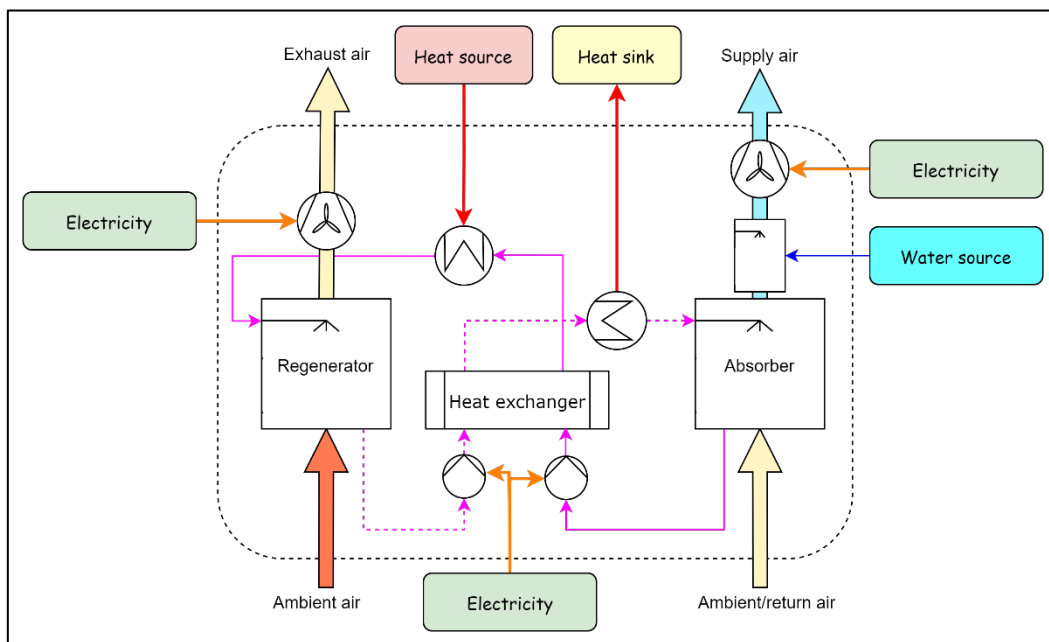 Exhaust air
Heat source
Heat sink
Supply air
Electricity
Electricity
Water source
Regenerator
Heat exchanger
Absorber
Ambient air
Electricity
Ambient/return air